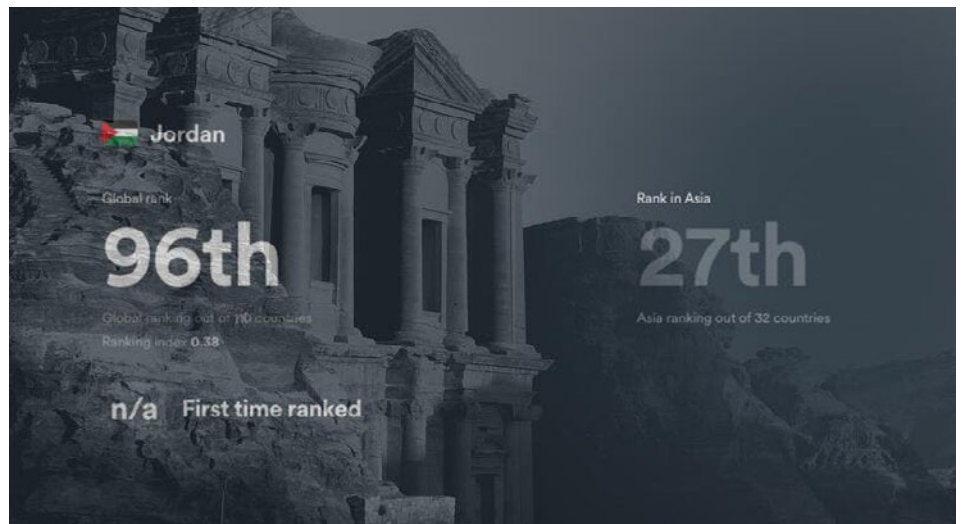 Jordan
Global rank
96th
Global ranking out of 110 countries
Ranking index 0.38
n/a First time ranked
Rank in Asia
27th
Asia ranking out of 32 countries